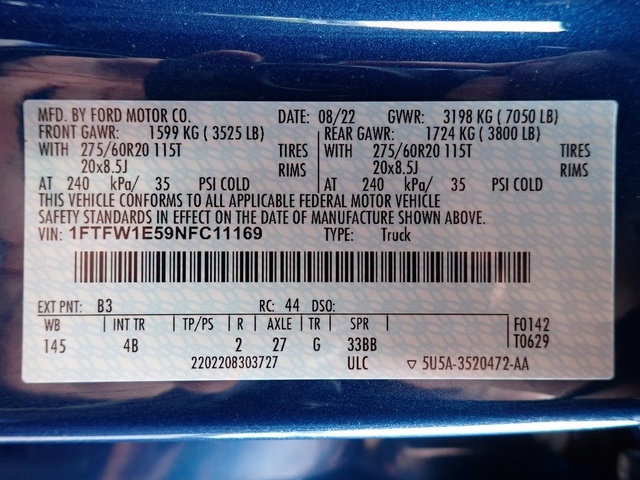 MFD. BY FORD MOTOR CO. DATE: 08/22 GVWR: 3198 KG ( 7050 LB)
FRONT GAWR: 1599 KG ( 3525 LB) REAR GAWR: 1724 KG ( 3800 LB)
WITH 275/60R20 115T TIRES WITH 275/60R20 115T TIRES
20x8.5J RIMS 20x8.5J RIMS
AT 240 kPa/ 35 PSI COLD AT 240 kPa/ 35 PSI COLD
THIS VEHICLE CONFORMS TO ALL APPLICABLE FEDERAL MOTOR VEHICLE
SAFETY STANDARDS IN EFFECT ON THE DATE OF MANUFACTURE SHOWN ABOVE.
VIN: 1FTFW1E59NFC11169 TYPE: Truck
EXT PNT: B3 RC: 44 DSO:
WB INT TR TP/PS R AXLE TR SPR F0142
145 4B 2 27 G 33BB T0629
2202208303727 ULC ▽ 5U5A-3520472-AA